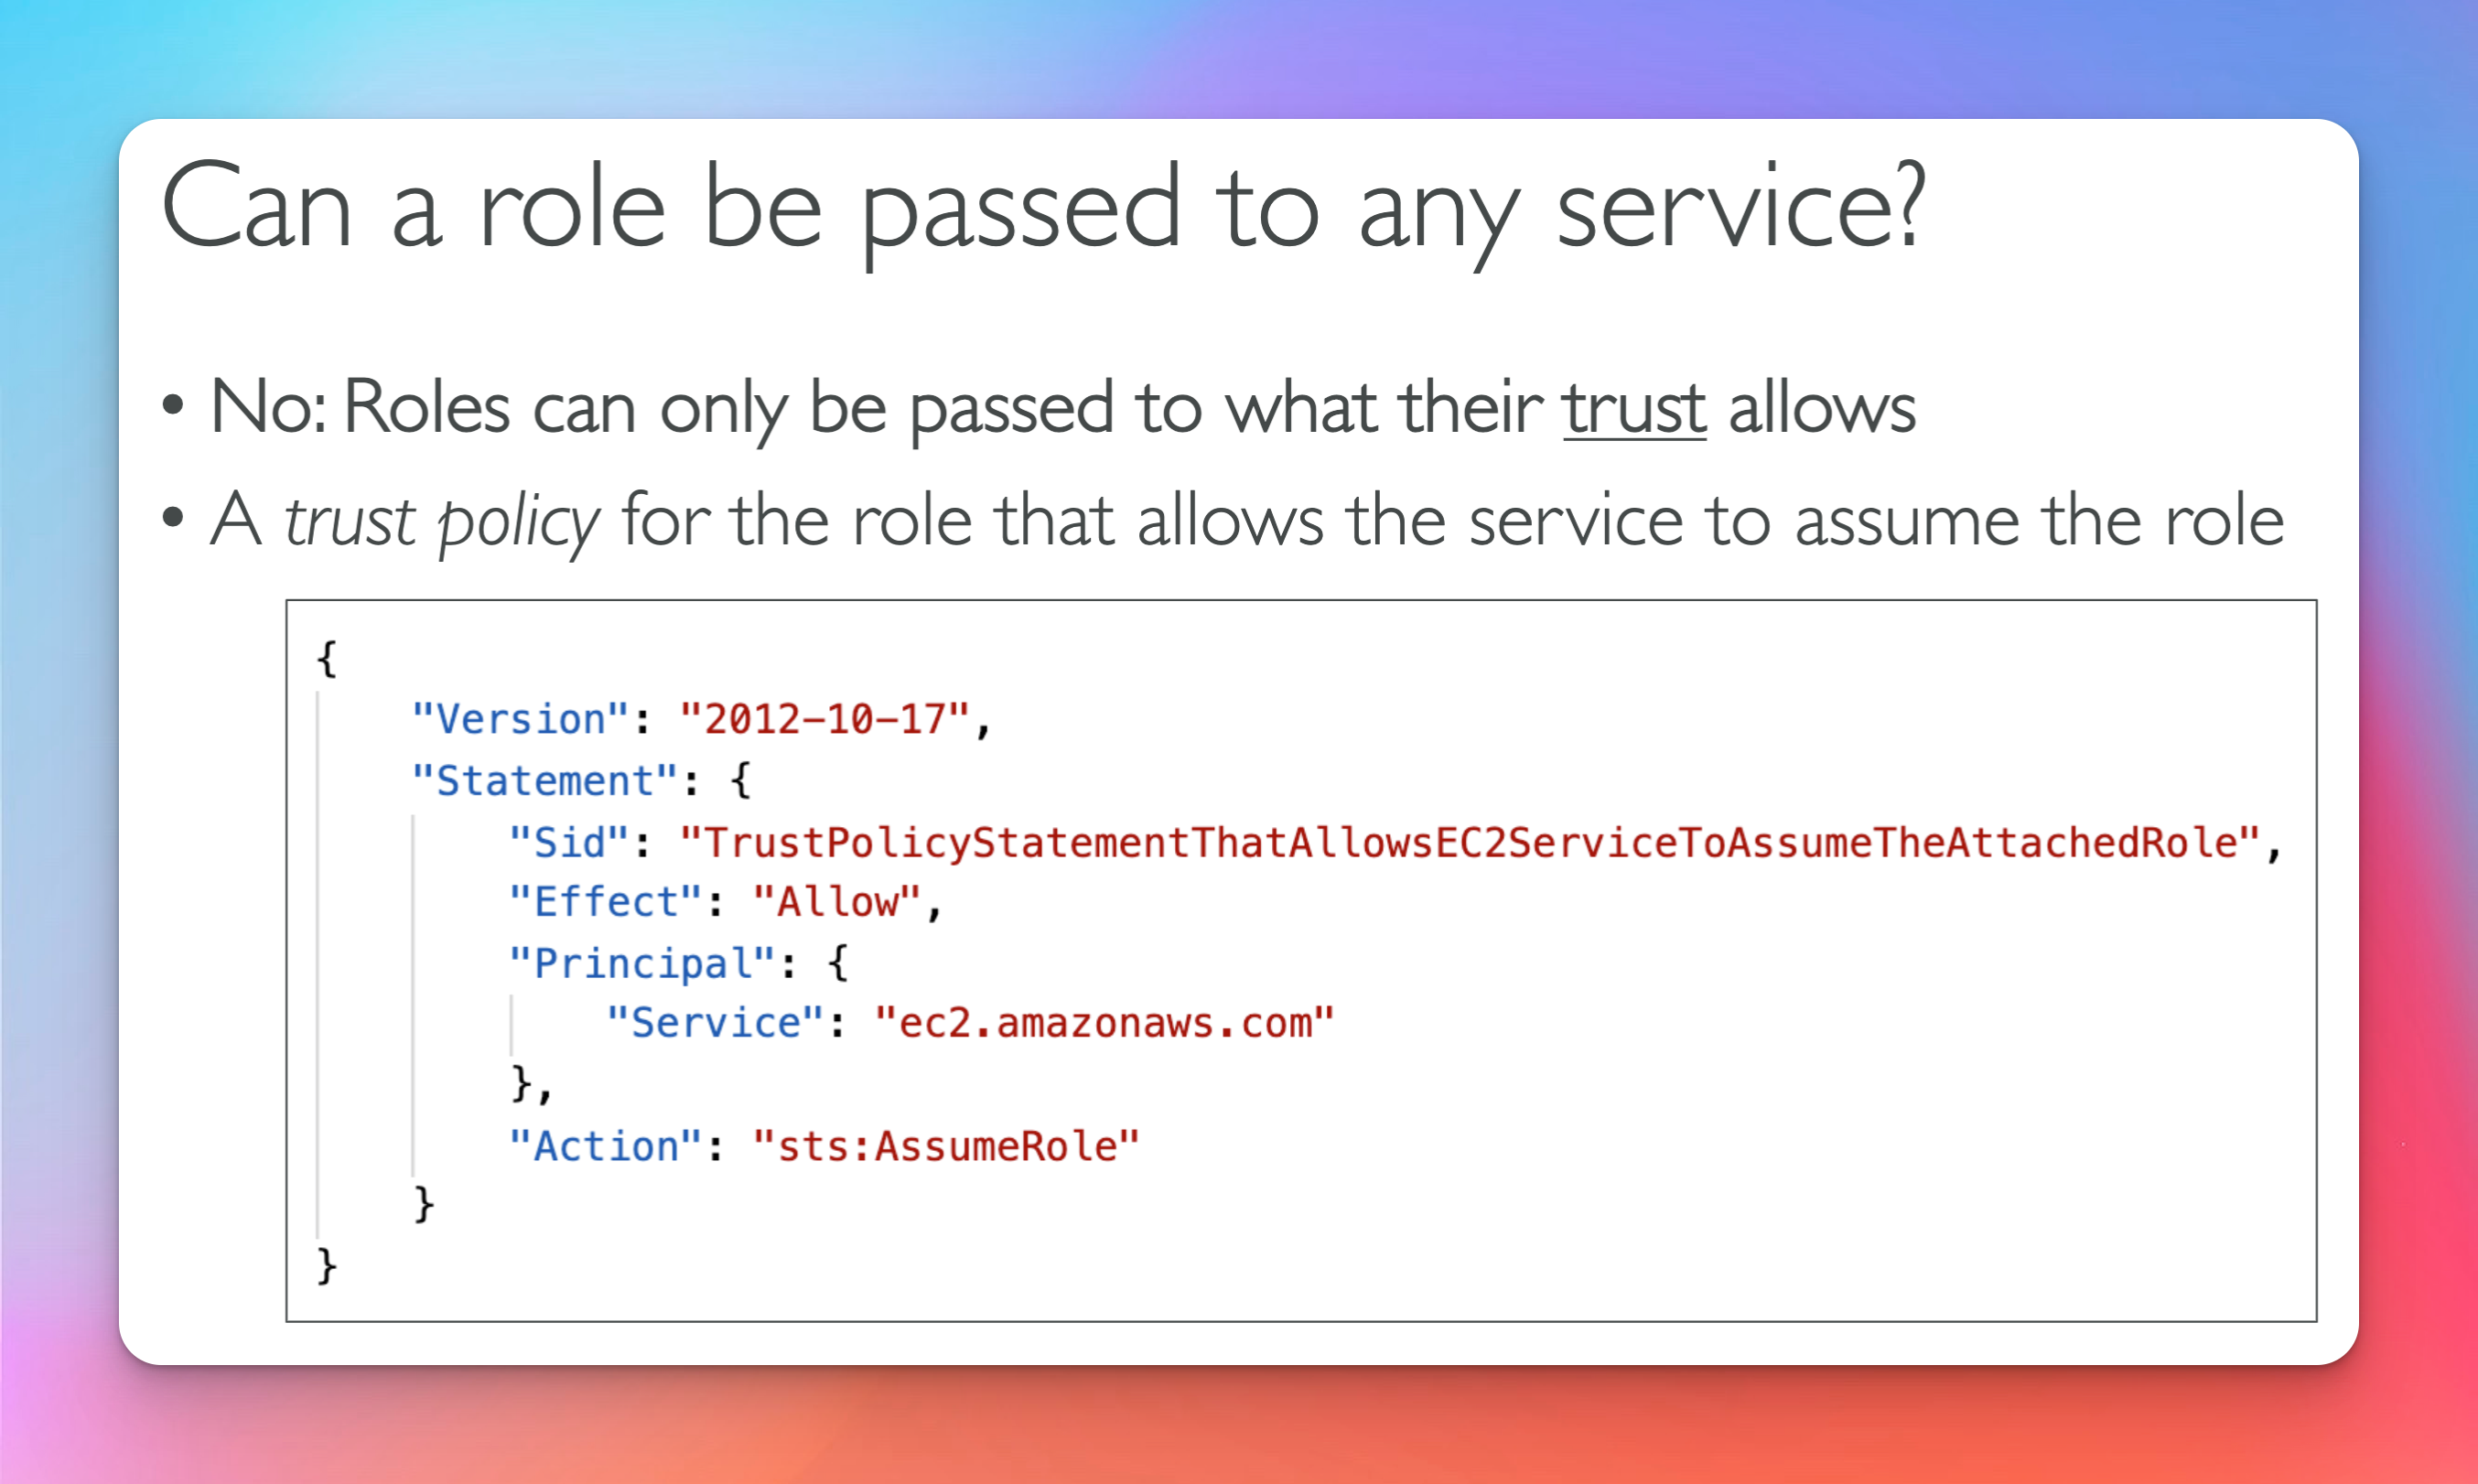 Can a role be passed to any service?
• No: Roles can only be passed to what their trust allows
• A trust policy for the role that allows the service to assume the role
{
    "Version": "2012-10-17",
    "Statement": {
        "Sid": "TrustPolicyStatementThatAllowsEC2ServiceToAssumeTheAttachedRole",
        "Effect": "Allow",
        "Principal": {
            "Service": "ec2.amazonaws.com"
        },
        "Action": "sts:AssumeRole"
    }
}